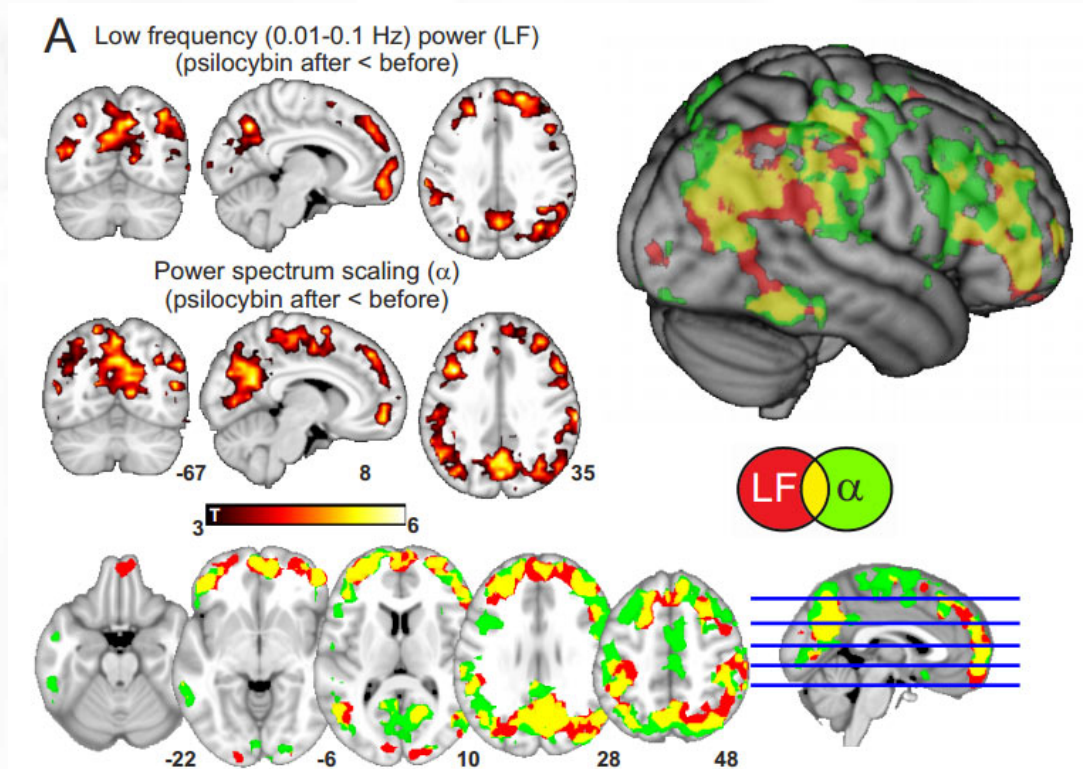 A
Low frequency (0.01-0.1 Hz) power (LF)
(psilocybin after < before)
Power spectrum scaling (α)
(psilocybin after < before)
-67
8
35
T
3
6
LF
α
-22
-6
10
28
48